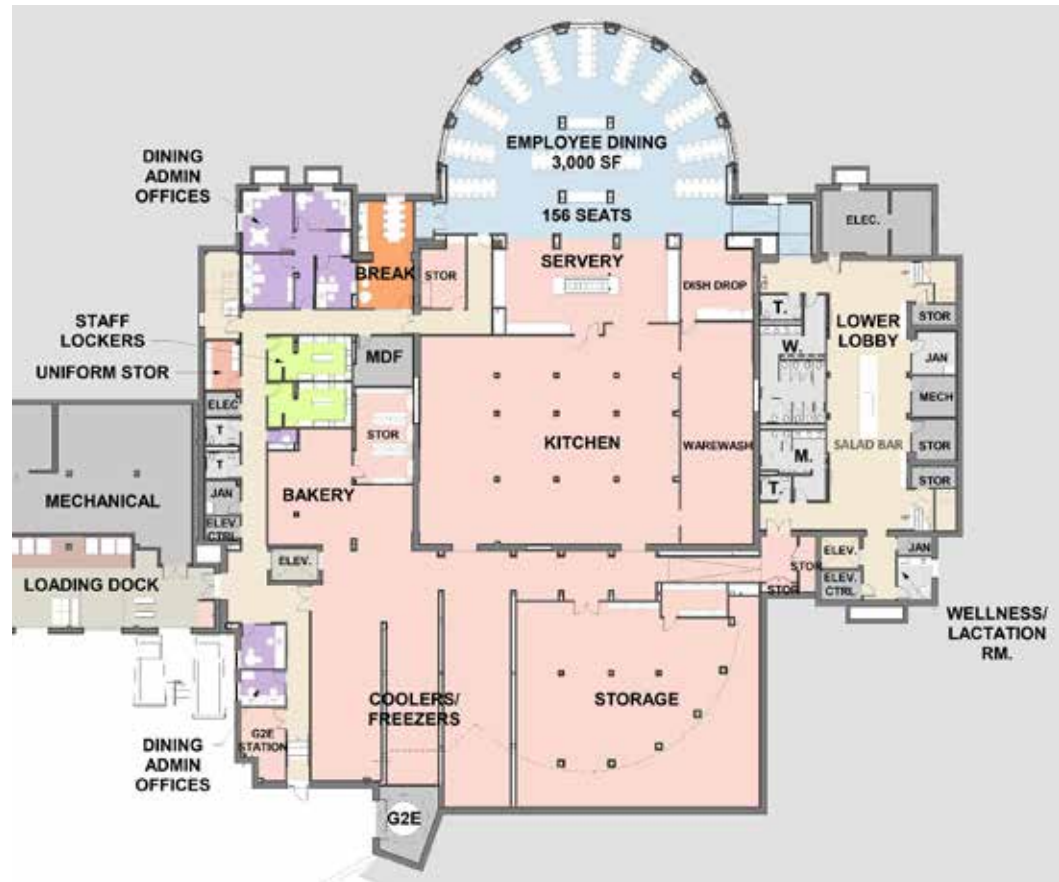 EMPLOYEE DINING
3,000 SF
156 SEATS
DINING
ADMIN
OFFICES
ELEC.
BREAK
STOR
SERVERY
DISH DROP
T.
LOWER
LOBBY
STOR
STAFF
LOCKERS
UNIFORM STOR
MDF
W.
JAN
ELEC
MECH
T
STOR
KITCHEN
WAREWASH
SALAD BAR
STOR
T
M.
MECHANICAL
JAN
BAKERY
T.
STOR
ELEV.
CTRL
ELEV.
STOR
ELEV.
JAN
LOADING DOCK
STOR
ELEV.
CTRL
WELLNESS/
LACTATION
RM.
COOLERS/
FREEZERS
STORAGE
G2E
STATION
DINING
ADMIN
OFFICES
G2E